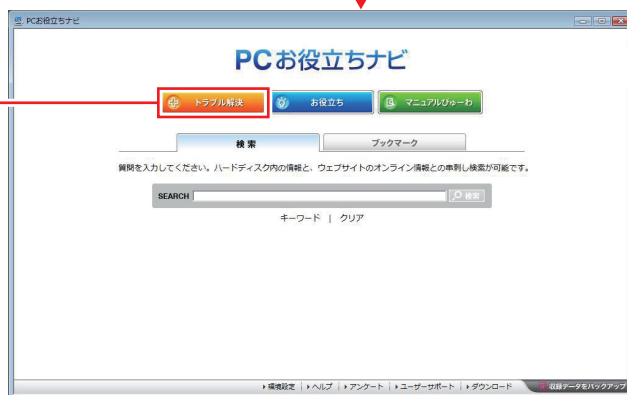 PCお役立ちナビ
PCお役立ちナビ
トラブル解決 お役立ち マニュアルびゅーわ
検索 ブックマーク
質問を入力してください。ハードディスク内の情報と、ウェブサイトのオンライン情報との串刺し検索が可能です。
SEARCH 検索
キーワード | クリア
環境設定 | ヘルプ | アンケート | ユーザーサポート | ダウンロード 収録データをバックアップ